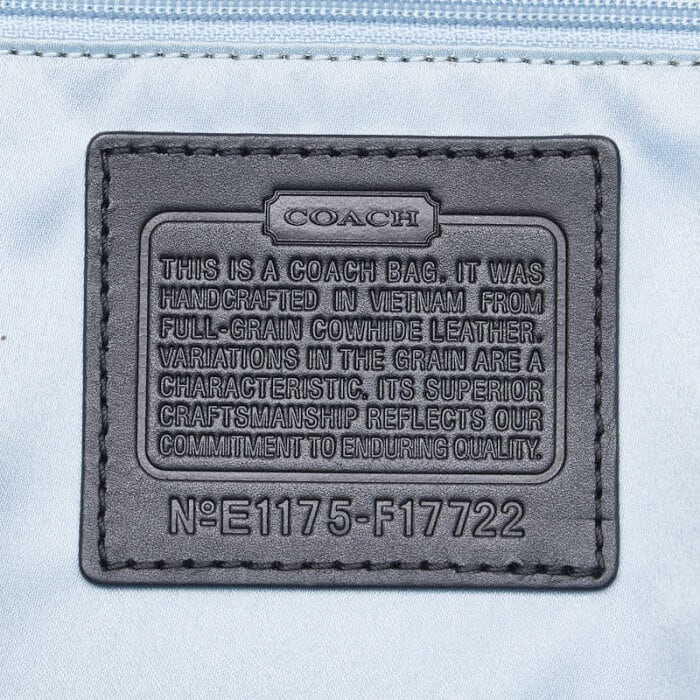 COACH
THIS IS A COACH BAG. IT WAS
HANDCRAFTED IN VIETNAM FROM
FULL-GRAIN COWHIDE LEATHER.
VARIATIONS IN THE GRAIN ARE A
CHARACTERISTIC. ITS SUPERIOR
CRAFTSMANSHIP REFLECTS OUR
COMMITMENT TO ENDURING QUALITY.
NºE1175-F17722